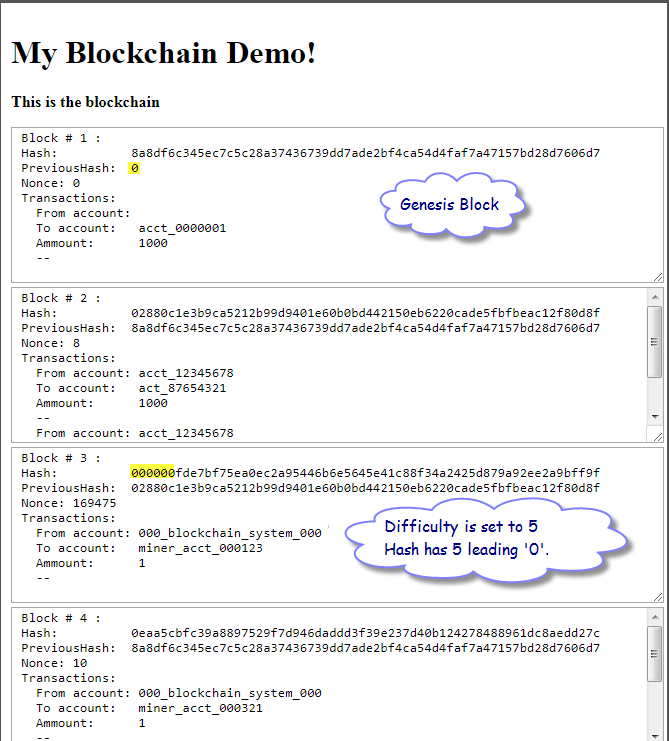 My Blockchain Demo!
This is the blockchain
Block # 1 :
Hash: 8a8df6c345ec7c5c28a37436739dd7ade2bf4ca54d4faf7a47157bd28d7606d7
PreviousHash: 0
Nonce: 0
Transactions:
From account:
To account: acct_0000001
Ammount: 1000
--
Genesis Block
Block # 2 :
Hash: 02880c1e3b9ca5212b99d9401e60b0bd442150eb6220cade5fbfbeac12f80d8f
PreviousHash: 8a8df6c345ec7c5c28a37436739dd7ade2bf4ca54d4faf7a47157bd28d7606d7
Nonce: 8
Transactions:
From account: acct_12345678
To account: act_87654321
Ammount: 1000
--
From account: acct_12345678
Block # 3 :
Hash: 000000fde7bf75ea0ec2a95446b6e5645e41c88f34a2425d879a92ee2a9bff9f
PreviousHash: 02880c1e3b9ca5212b99d9401e60b0bd442150eb6220cade5fbfbeac12f80d8f
Nonce: 169475
Transactions:
From account: 000_blockchain_system_000
To account: miner_acct_000123
Ammount: 1
--
Difficulty is set to 5
Hash has 5 leading '0'.
Block # 4 :
Hash: 0eaa5cbfc39a8897529f7d946daddd3f39e237d40b124278488961dc8aedd27c
PreviousHash: 8a8df6c345ec7c5c28a37436739dd7ade2bf4ca54d4faf7a47157bd28d7606d7
Nonce: 10
Transactions:
From account: 000_blockchain_system_000
To account: miner_acct_000321
Ammount: 1
--